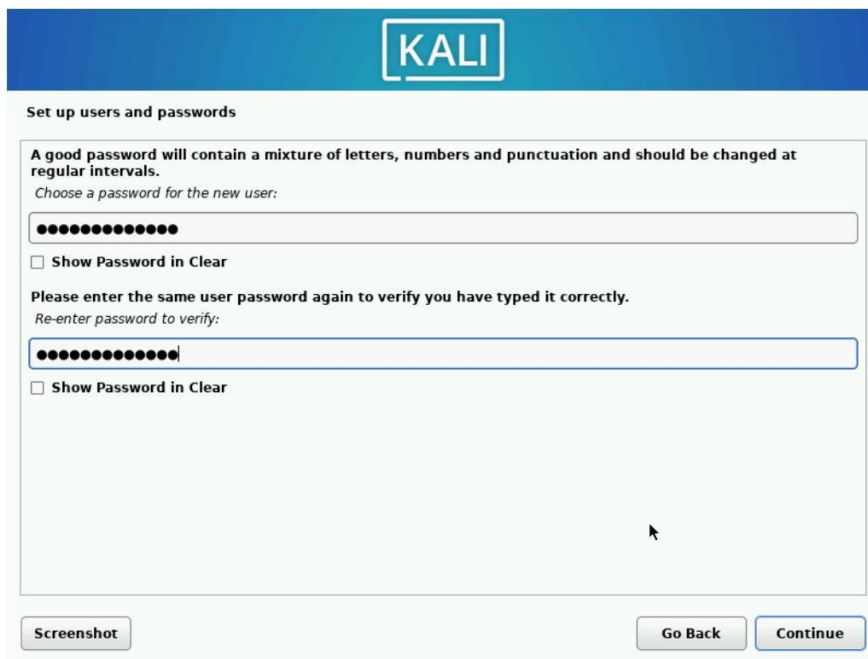 KALI
Set up users and passwords
A good password will contain a mixture of letters, numbers and punctuation and should be changed at
regular intervals.
Choose a password for the new user:
●●●●●●●●●●●●●
Show Password in Clear
Please enter the same user password again to verify you have typed it correctly.
Re-enter password to verify:
●●●●●●●●●●●●●
Show Password in Clear
Screenshot
Go Back
Continue